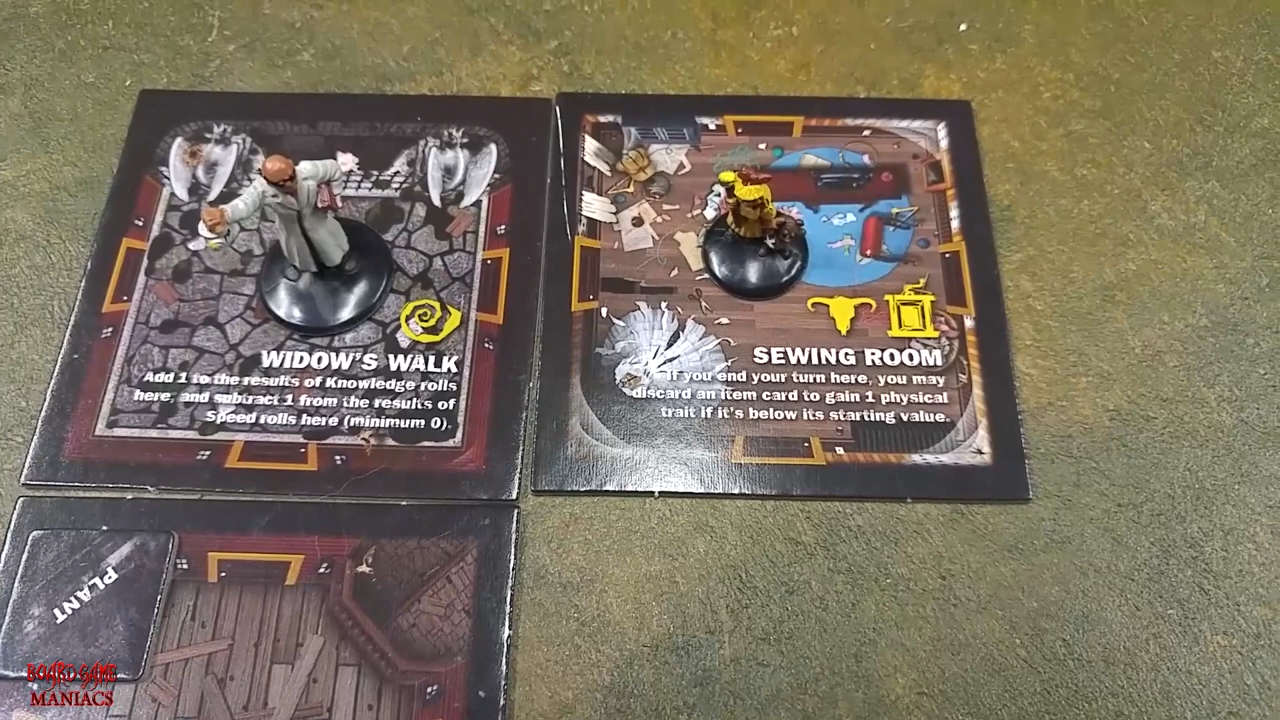 WIDOW'S WALK
Add 1 to the results of Knowledge rolls
here, and subtract 1 from the results of
Speed rolls here (minimum 0).
SEWING ROOM
If you end your turn here, you may
discard an item card to gain 1 physical
trait if it's below its starting value.
PLANT
BOARD GAME
MANIACS